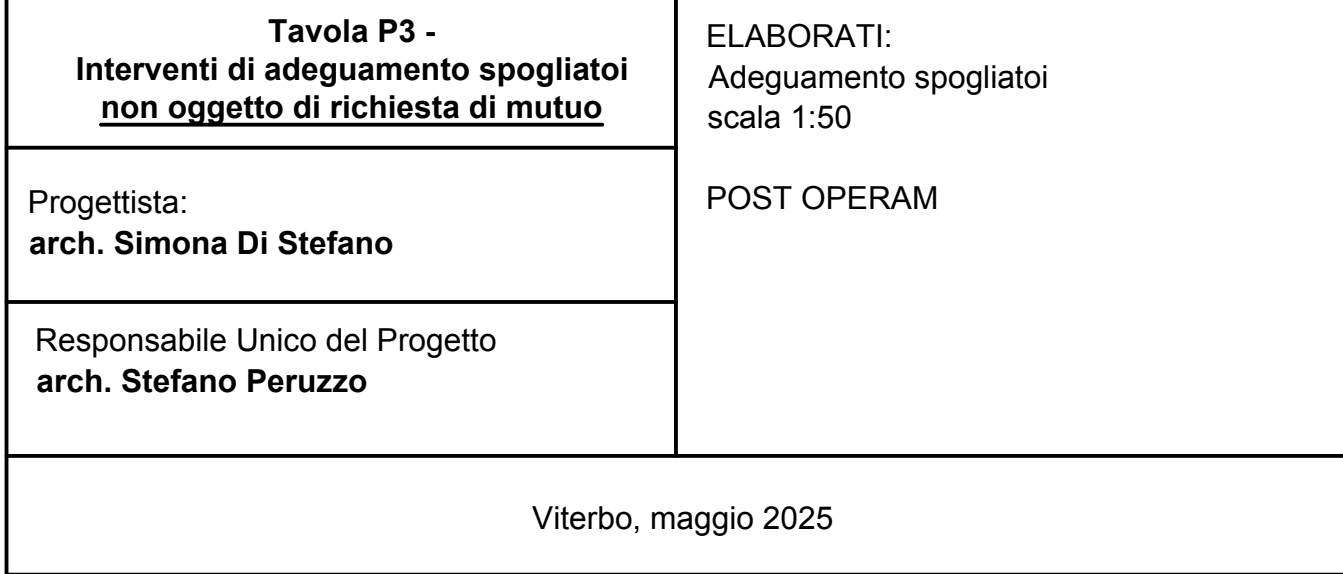 Tavola P3 -
Interventi di adeguamento spogliatoi
non oggetto di richiesta di mutuo
Progettista:
arch. Simona Di Stefano
Responsabile Unico del Progetto
arch. Stefano Peruzzo
ELABORATI:
Adeguamento spogliatoi
scala 1:50
POST OPERAM
Viterbo, maggio 2025